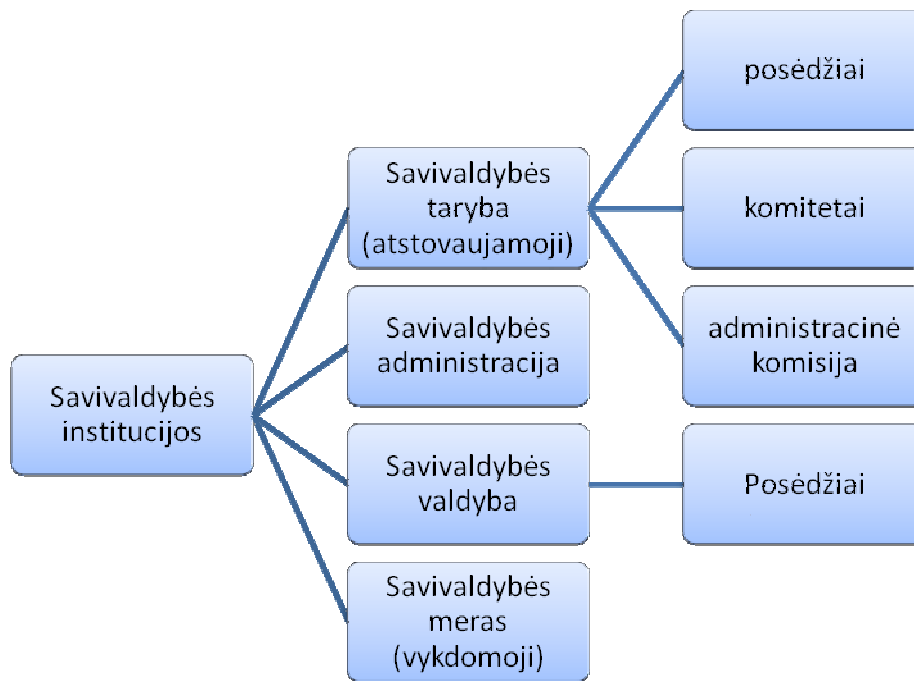 Savivaldybės
institucijos
Savivaldybės
taryba
(atstovaujamoji)
posėdžiai
komitetai
administracinė
komisija
Savivaldybės
administracija
Savivaldybės
valdyba
Posėdžiai
Savivaldybės
meras
(vykdomoji)